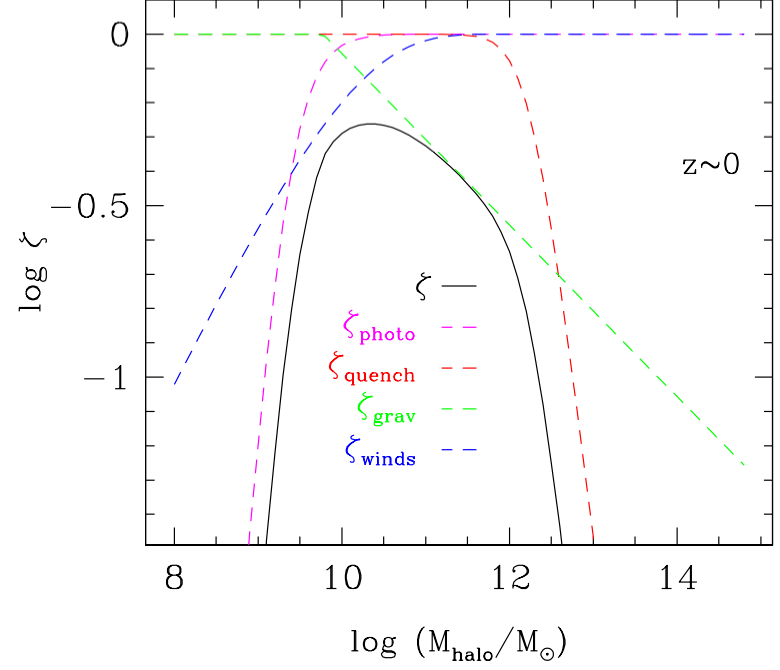 0
−0.5
−1
log ζ
z~0
ζ
ζphoto
ζquench
ζgrav
ζwinds
8 10 12 14
log (Mhalo/M⊙)